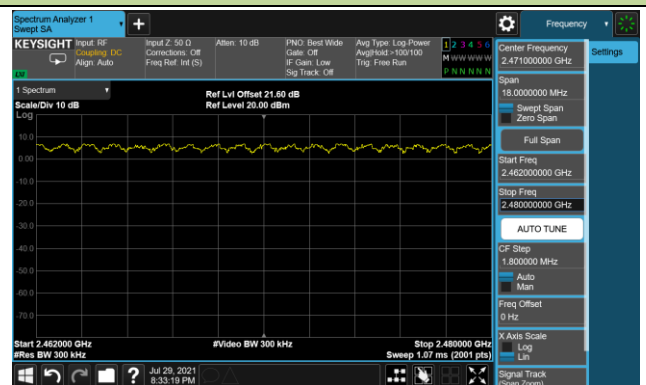 Spectrum Analyzer 1
Swept SA
Frequency
KEYSIGHT
Input: RF
Coupling: DC
Align: Auto
Input Z: 50 Ω
Corrections: Off
Freq Ref: Int (S)
Atten: 10 dB
PNO: Best Wide
Gate: Off
IF Gain: Low
Sig Track: Off
Avg Type: Log-Power
Avg|Hold:>100/100
Trig: Free Run
1 2 3 4 5 6
M W W W W W
P N N N N N
LXI
1 Spectrum
Scale/Div 10 dB
Ref Lvl Offset 21.60 dB
Ref Level 20.00 dBm
Log
10.0
0.00
-10.0
-20.0
-30.0
-40.0
-50.0
-60.0
-70.0
Start 2.462000 GHz
#Res BW 300 kHz
#Video BW 300 kHz
Stop 2.480000 GHz
Sweep 1.07 ms (2001 pts)
Jul 29, 2021
8:33:19 PM
Center Frequency
2.471000000 GHz
Settings
Span
18.0000000 MHz
Swept Span
Zero Span
Full Span
Start Freq
2.462000000 GHz
Stop Freq
2.480000000 GHz
AUTO TUNE
CF Step
1.800000 MHz
Auto
Man
Freq Offset
0 Hz
X Axis Scale
Log
Lin
Signal Track
(Span Zoom)